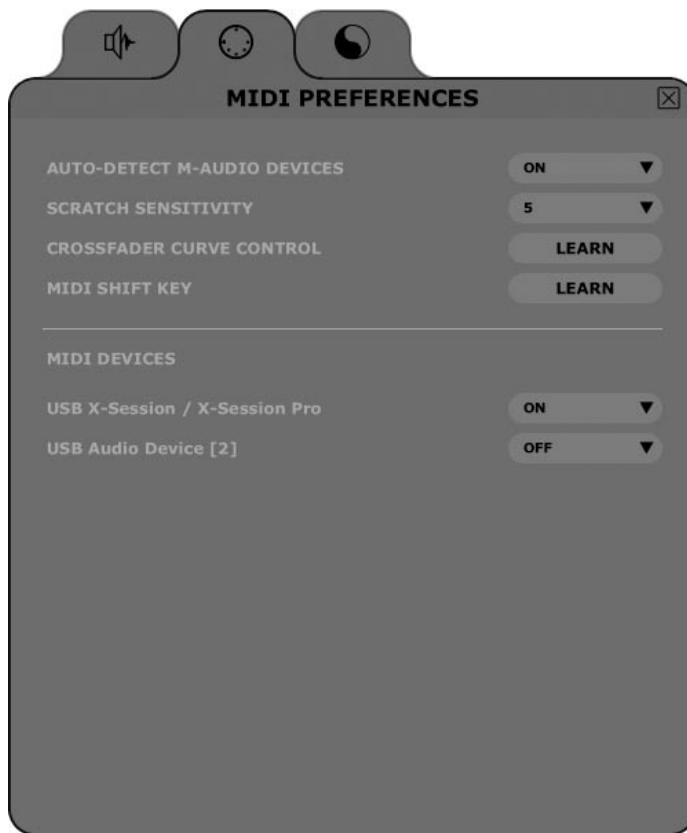 MIDI PREFERENCES
AUTO-DETECT M-AUDIO DEVICES ON
SCRATCH SENSITIVITY 5
CROSSFADER CURVE CONTROL LEARN
MIDI SHIFT KEY LEARN
MIDI DEVICES
USB X-Session / X-Session Pro ON
USB Audio Device [2] OFF